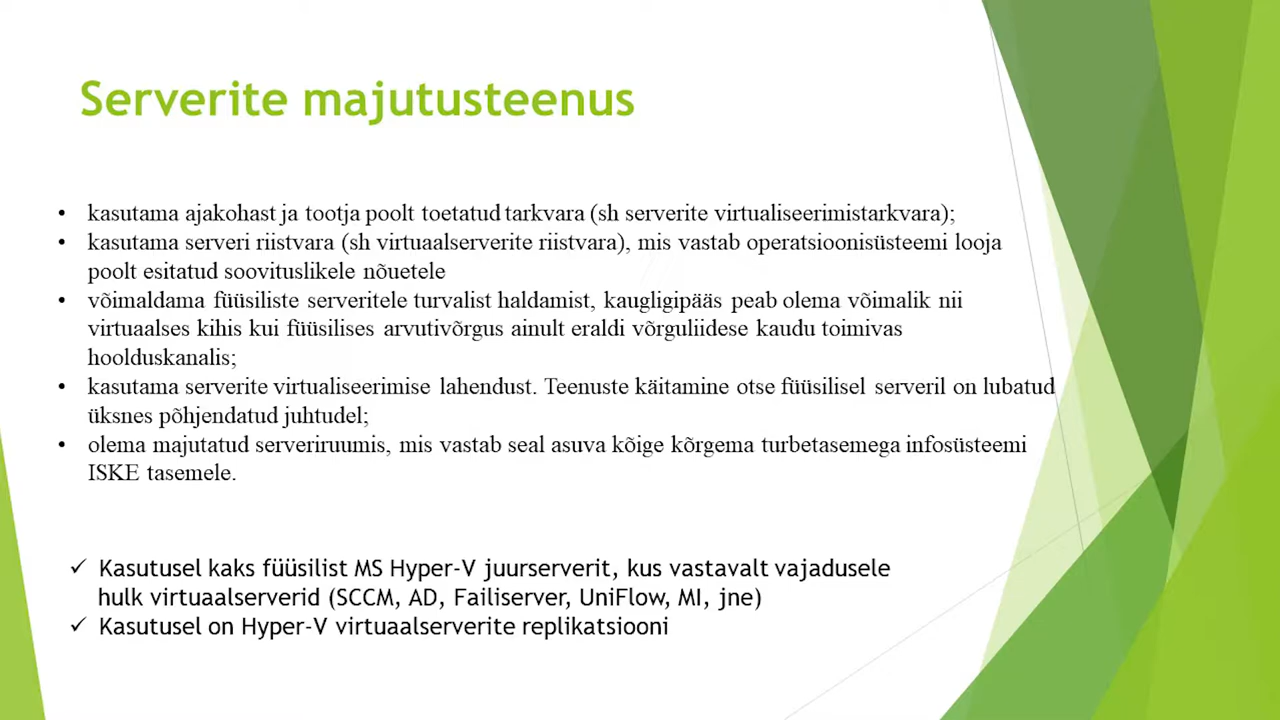 Serverite majutusteenus
• kasutama ajakohast ja tootja poolt toetatud tarkvara (sh serverite virtualiseerimistarkvara);
• kasutama serveri riistvara (sh virtuaalserverite riistvara), mis vastab operatsioonisüsteemi looja
poolt esitatud soovituslikele nõuetele
• võimaldama füüsiliste serveritele turvalist haldamist, kaugligipääs peab olema võimalik nii
virtuaalses kihis kui füüsilises arvutivõrgus ainult eraldi võrguliidese kaudu toimivas
hoolduskanalis;
• kasutama serverite virtualiseerimise lahendust. Teenuste käitamine otse füüsilisel serveril on lubatud
üksnes põhjendatud juhtudel;
• olema majutatud serveriruumis, mis vastab seal asuva kõige kõrgema turbetasemega infosüsteemi
ISKE tasemele.
✓ Kasutusel kaks füüsilist MS Hyper-V juurserverit, kus vastavalt vajadusele
hulk virtuaalserverid (SCCM, AD, Failiserver, UniFlow, MI, jne)
✓ Kasutusel on Hyper-V virtuaalserverite replikatsiooni